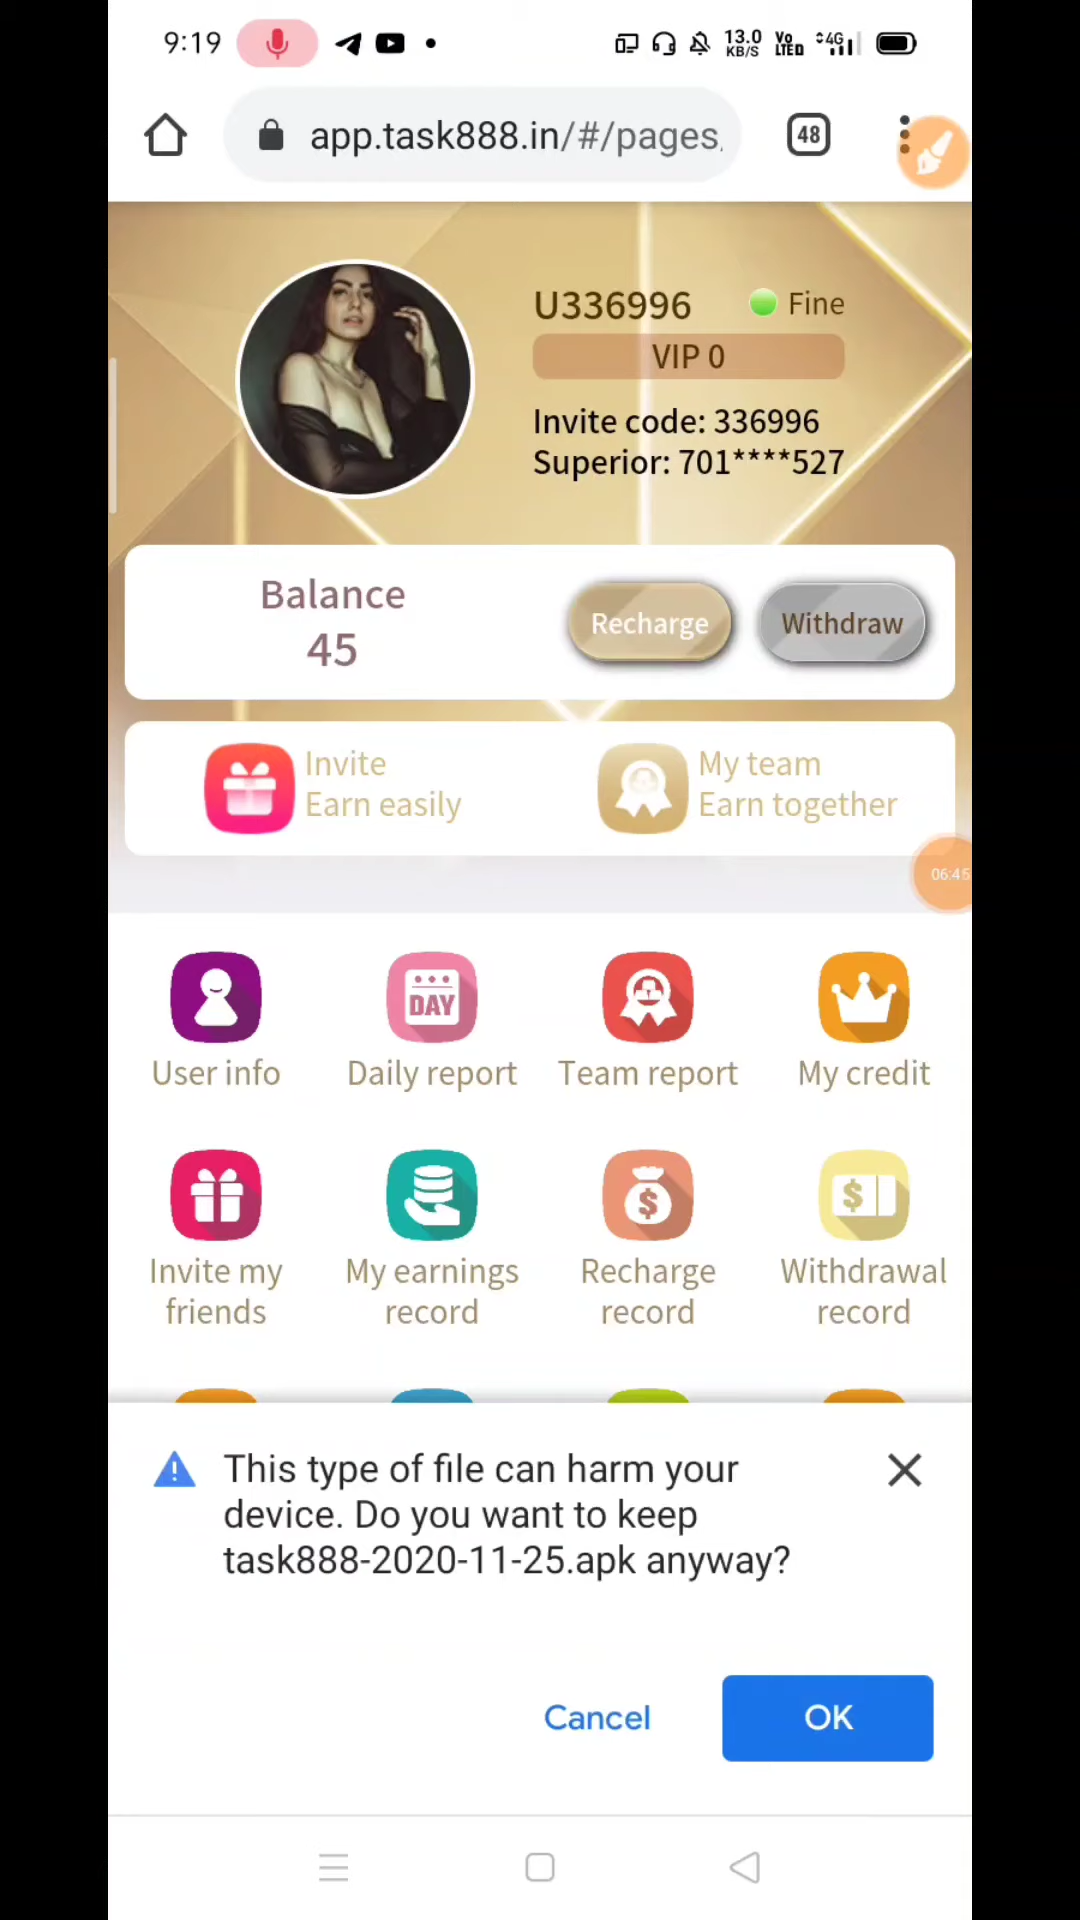 9:19
13.0
KB/S
Vo
LTED
4G
app.task888.in/#/pages
48
U336996
Fine
VIP 0
Invite code: 336996
Superior: 701****527
Balance
45
Recharge
Withdraw
Invite
Earn easily
My team
Earn together
06:45
DAY
User info
Daily report
Team report
My credit
$
$
Invite my
friends
My earnings
record
Recharge
record
Withdrawal
record
This type of file can harm your
device. Do you want to keep
task888-2020-11-25.apk anyway?
Cancel
OK